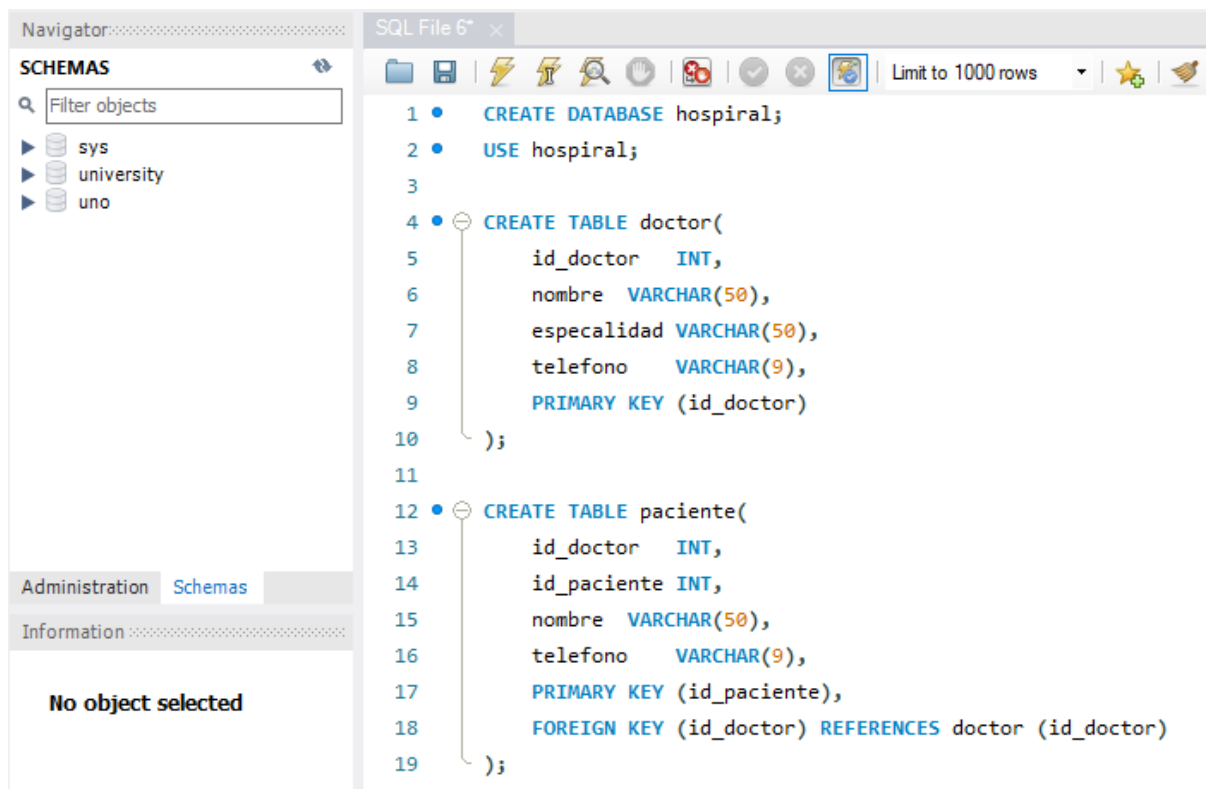 Navigator
SCHEMAS
Filter objects
sys
university
uno
Administration Schemas
Information
No object selected
SQL File 6*
Limit to 1000 rows
1 CREATE DATABASE hospiral;
2 USE hospiral;
3
4 CREATE TABLE doctor(
5 id_doctor INT,
6 nombre VARCHAR(50),
7 especalidad VARCHAR(50),
8 telefono VARCHAR(9),
9 PRIMARY KEY (id_doctor)
10 );
11
12 CREATE TABLE paciente(
13 id_doctor INT,
14 id_paciente INT,
15 nombre VARCHAR(50),
16 telefono VARCHAR(9),
17 PRIMARY KEY (id_paciente),
18 FOREIGN KEY (id_doctor) REFERENCES doctor (id_doctor)
19 );